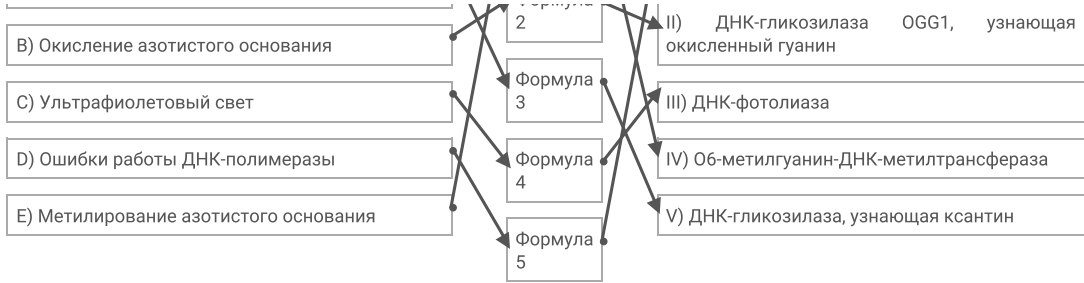 2
II) ДНК-гликозилаза OGG1, узнающая
окисленный гуанин
B) Окисление азотистого основания
Формула
3
C) Ультрафиолетовый свет
III) ДНК-фотолиаза
D) Ошибки работы ДНК-полимеразы
Формула
4
IV) О6-метилгуанин-ДНК-метилтрансфераза
E) Метилирование азотистого основания
V) ДНК-гликозилаза, узнающая ксантин
Формула
5